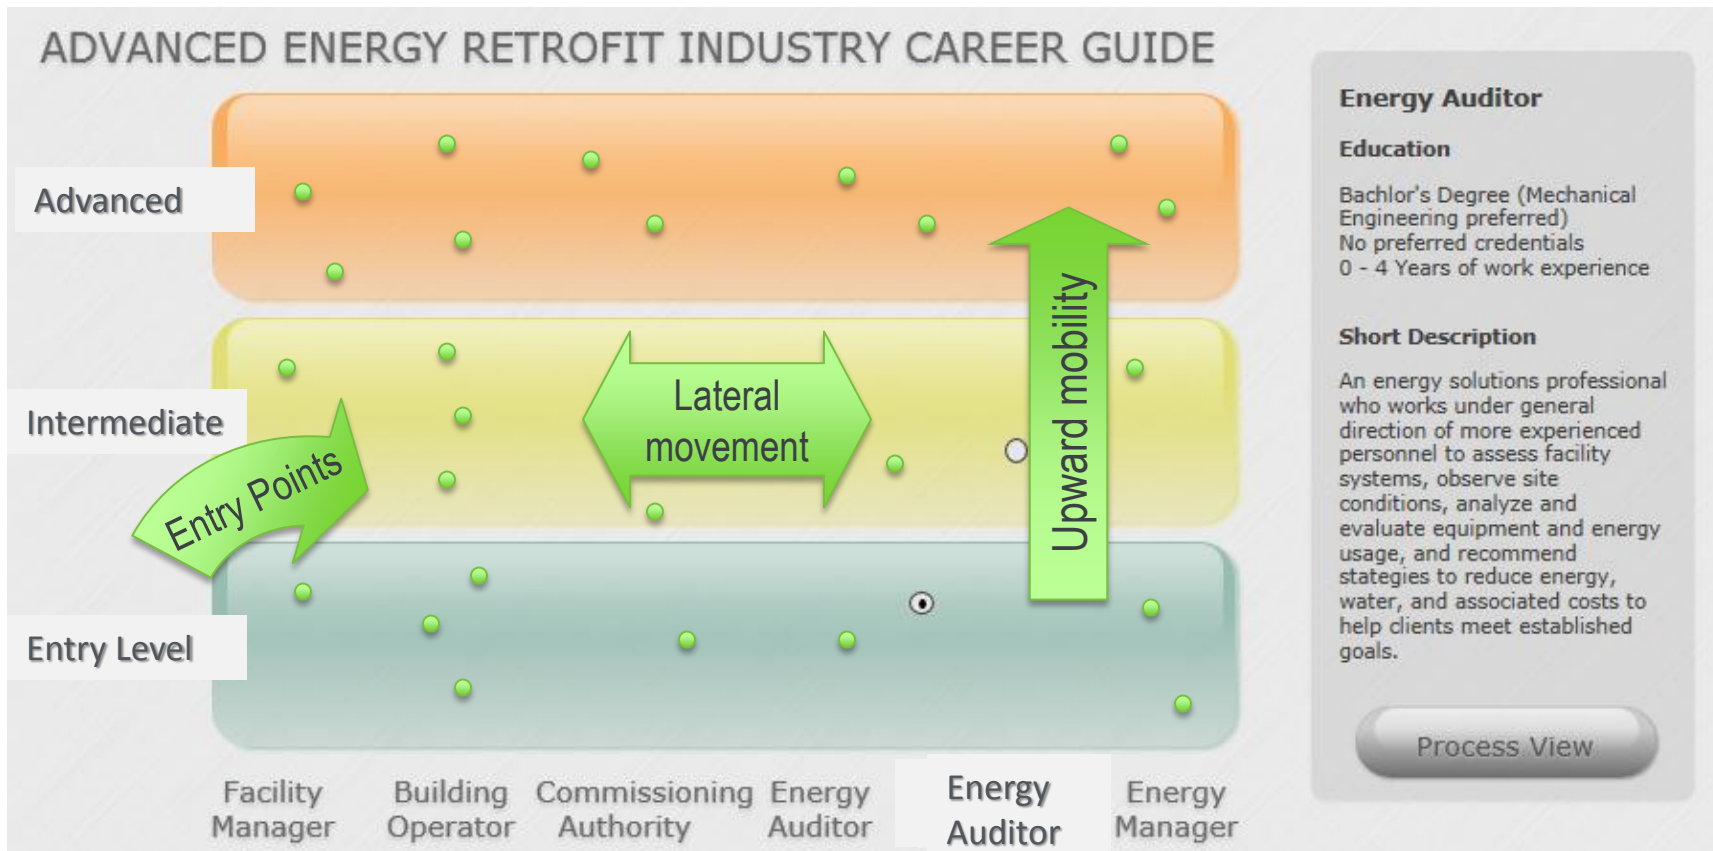 ADVANCED ENERGY RETROFIT INDUSTRY CAREER GUIDE
Advanced
Intermediate
Entry Level
Entry Points
Lateral
movement
Upward mobility
Facility
Manager
Building
Operator
Commissioning
Authority
Energy
Auditor
Energy
Auditor
Energy
Manager
Energy Auditor
Education
Bachlor's Degree (Mechanical
Engineering preferred)
No preferred credentials
0 - 4 Years of work experience
Short Description
An energy solutions professional
who works under general
direction of more experienced
personnel to assess facility
systems, observe site
conditions, analyze and
evaluate equipment and energy
usage, and recommend
stategies to reduce energy,
water, and associated costs to
help clients meet established
goals.
Process View